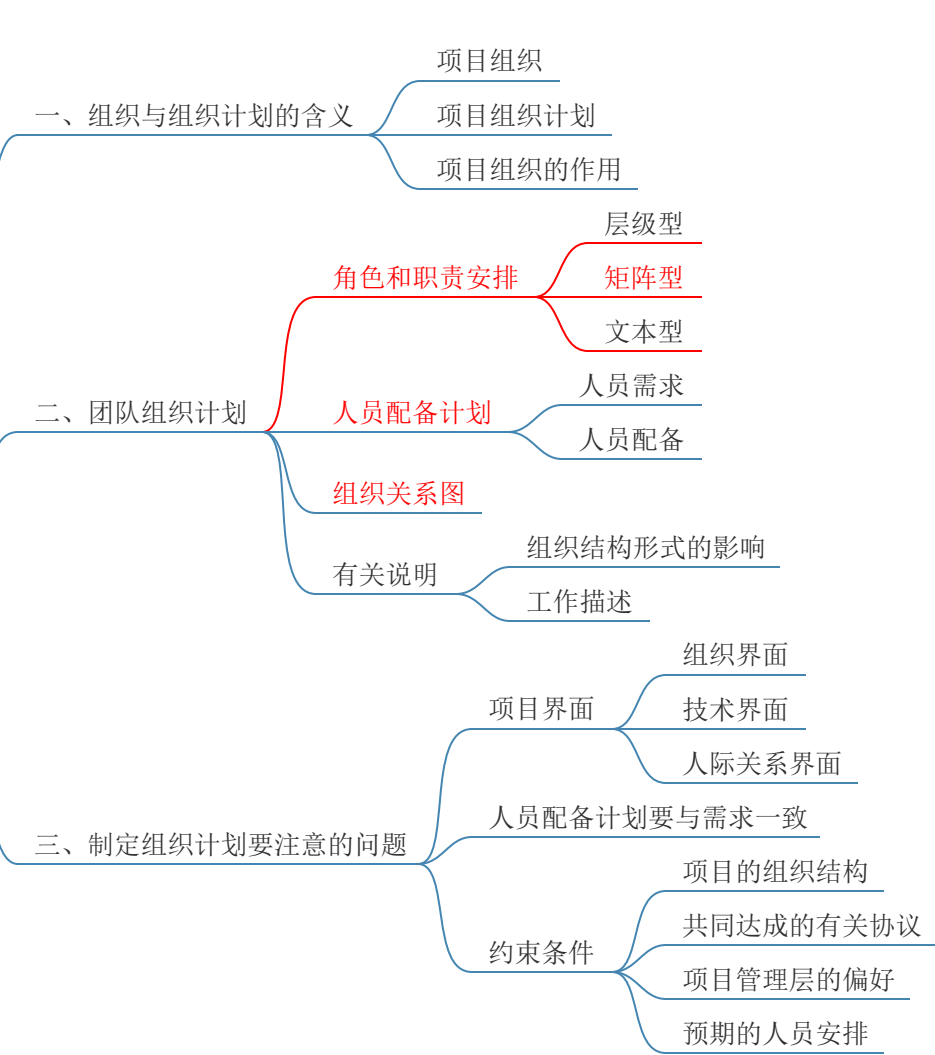 一、组织与组织计划的含义
项目组织
项目组织计划
项目组织的作用
二、团队组织计划
角色和职责安排
层级型
矩阵型
文本型
人员配备计划
人员需求
人员配备
组织关系图
有关说明
组织结构形式的影响
工作描述
三、制定组织计划要注意的问题
项目界面
组织界面
技术界面
人际关系界面
人员配备计划要与需求一致
约束条件
项目的组织结构
共同达成的有关协议
项目管理层的偏好
预期的人员安排